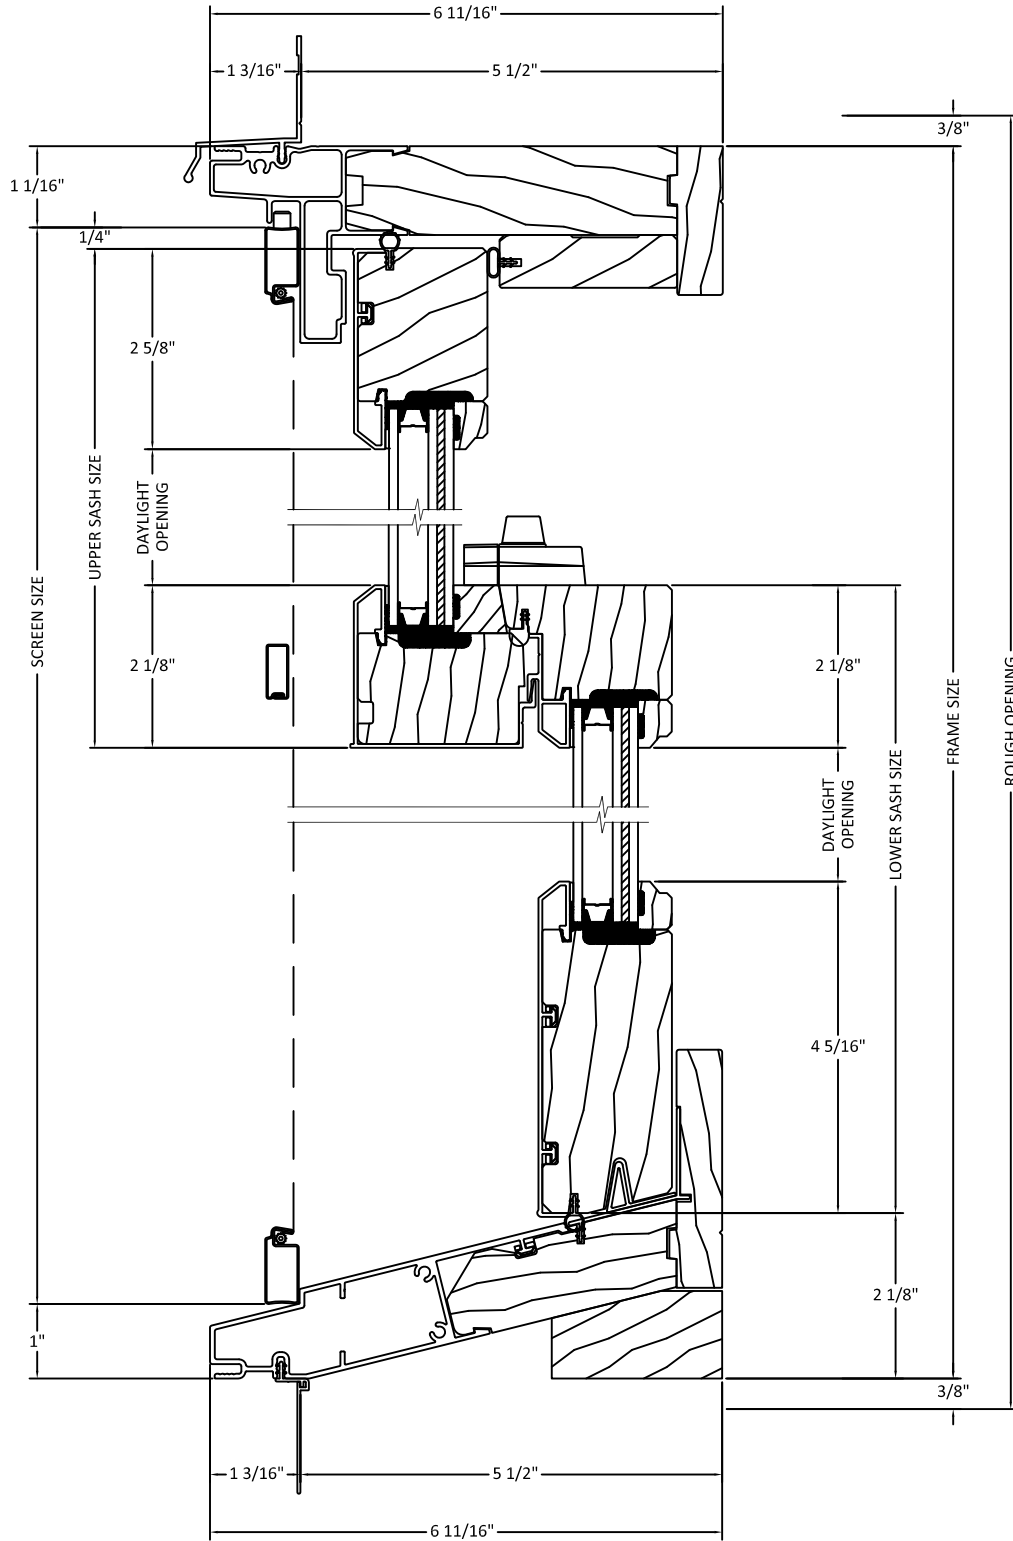 6 11/16"
1 3/16"
5 1/2"
3/8"
1 1/16"
1/4"
2 5/8"
UPPER SASH SIZE
DAYLIGHT
OPENING
SCREEN SIZE
2 1/8"
2 1/8"
FRAME SIZE
ROUGH OPENING
LOWER SASH SIZE
DAYLIGHT
OPENING
4 5/16"
2 1/8"
1"
3/8"
1 3/16"
5 1/2"
6 11/16"